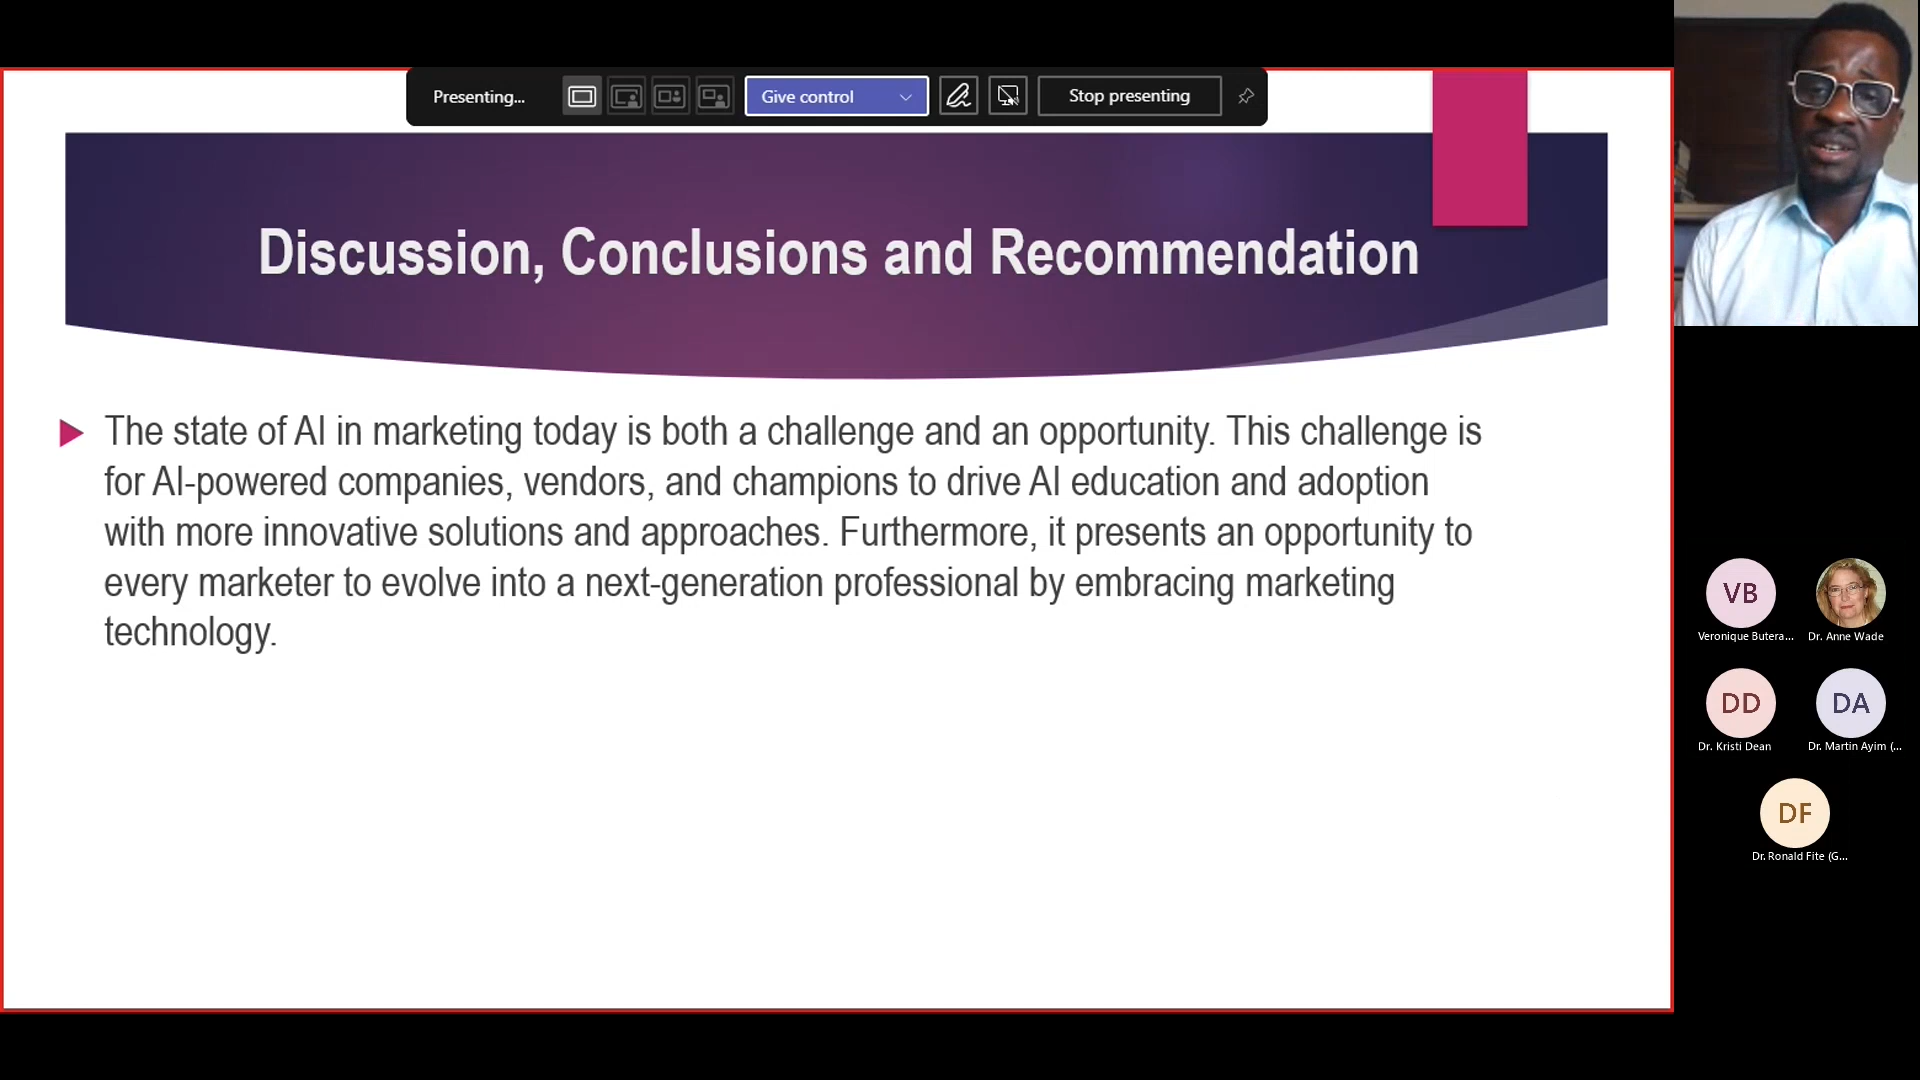 Presenting...
Give control
Stop presenting
Discussion, Conclusions and Recommendation
The state of AI in marketing today is both a challenge and an opportunity. This challenge is
for AI-powered companies, vendors, and champions to drive AI education and adoption
with more innovative solutions and approaches. Furthermore, it presents an opportunity to
every marketer to evolve into a next-generation professional by embracing marketing
technology.
VB
Veronique Butera...
Dr. Anne Wade
DD
Dr. Kristi Dean
DA
Dr. Martin Ayim (...
DF
Dr. Ronald Fite (G...